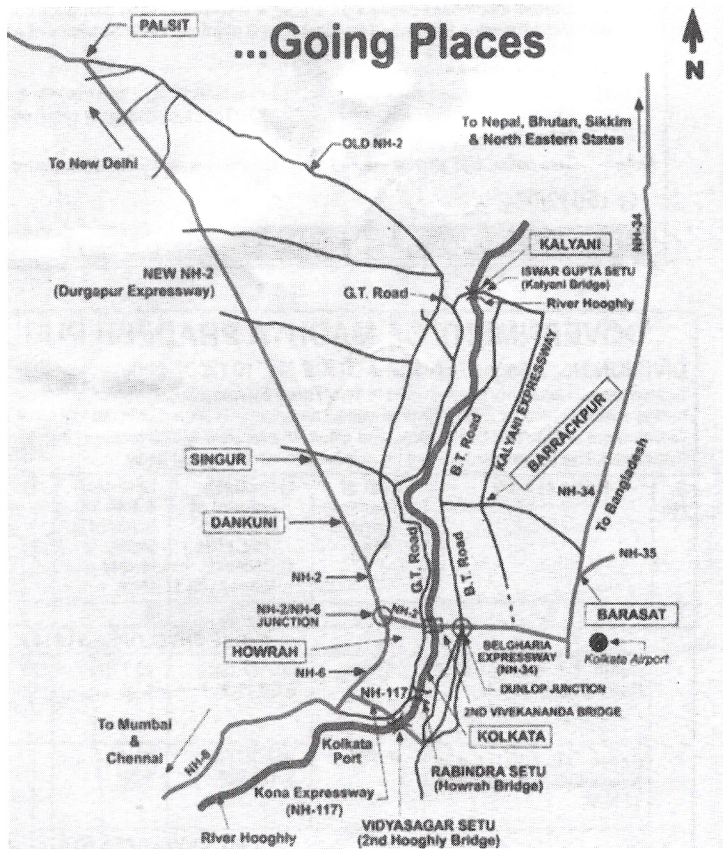 PALSIT
...Going Places
N
To Nepal, Bhutan, Sikkim
& North Eastern States
OLD NH-2
To New Delhi
NH-34
KALYANI
ISWAR GUPTA SETU
(Kalyani Bridge)
NEW NH-2
(Durgapur Expressway)
G.T. Road
River Hooghly
KALYANI EXPRESSWAY
BARRACKPUR
B.T. Road
SINGUR
NH-34
To Bangladesh
DANKUNI
G.T. Road
B.T. Road
NH-35
NH-2
NH-2/NH-6
JUNCTION
NH-2
BARASAT
HOWRAH
BELGHARIA
EXPRESSWAY
(NH-34)
Kolkata Airport
NH-6
NH-117
DUNLOP JUNCTION
2ND VIVEKANANDA BRIDGE
To Mumbai
&
Chennai
NH-6
Kolkata
Port
KOLKATA
Kona Expressway
(NH-117)
RABINDRA SETU
(Howrah Bridge)
River Hooghly
VIDYASAGAR SETU
(2nd Hooghly Bridge)